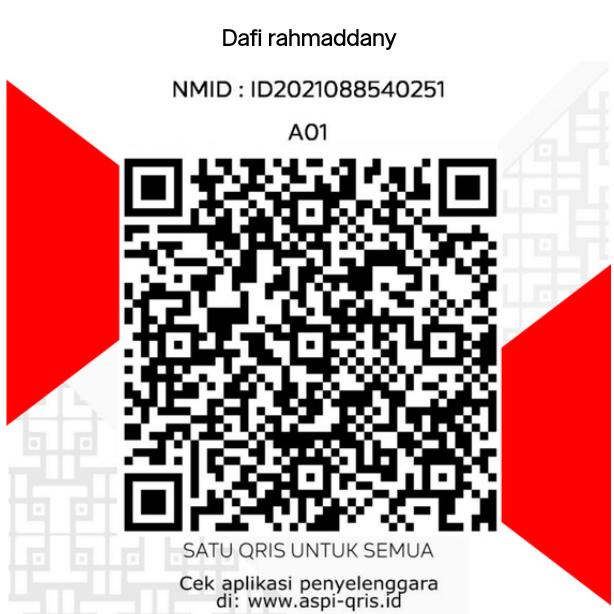 Dafi rahmaddany
NMID : ID2021088540251
A01
SATU QRIS UNTUK SEMUA
Cek aplikasi penyelenggara
di: www.aspi-qris.id